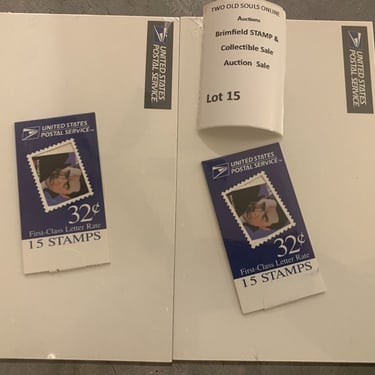 UNITED STATES
POSTAL SERVICE
TWO OLD SOULS ONLINE
Auctions
Brimfield STAMP &
Collectible Sale
Auction Sale
Lot 15
UNITED STATES
POSTAL SERVICE
UNITED STATES
POSTAL SERVICE™
32¢
First-Class Letter Rate
15 STAMPS
UNITED STATES
POSTAL SERVICE™
32¢
First-Class Letter Rate
15 STAMPS